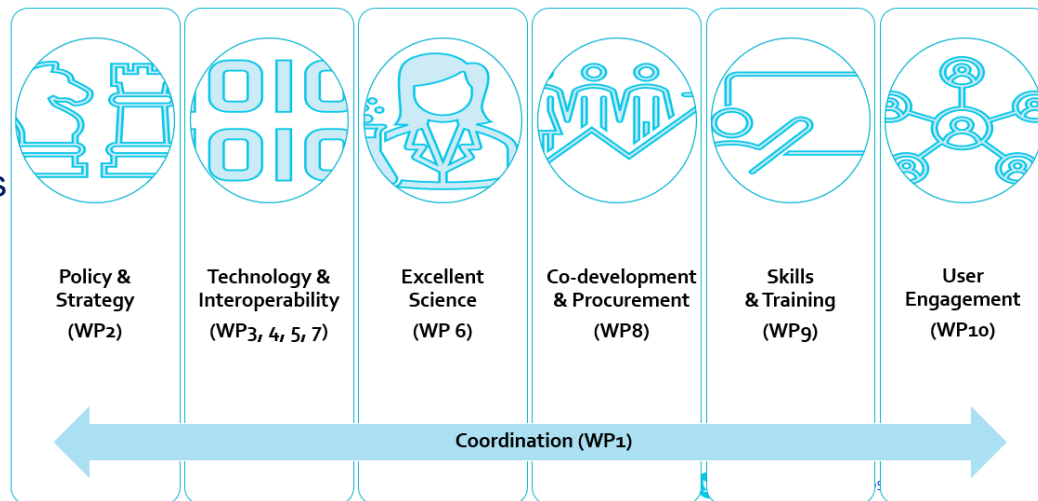 Policy &
Strategy
(WP2)
Technology &
Interoperability
(WP3, 4, 5, 7)
Excellent
Science
(WP 6)
Co-development
& Procurement
(WP8)
Skills
& Training
(WP9)
User
Engagement
(WP10)
Coordination (WP1)